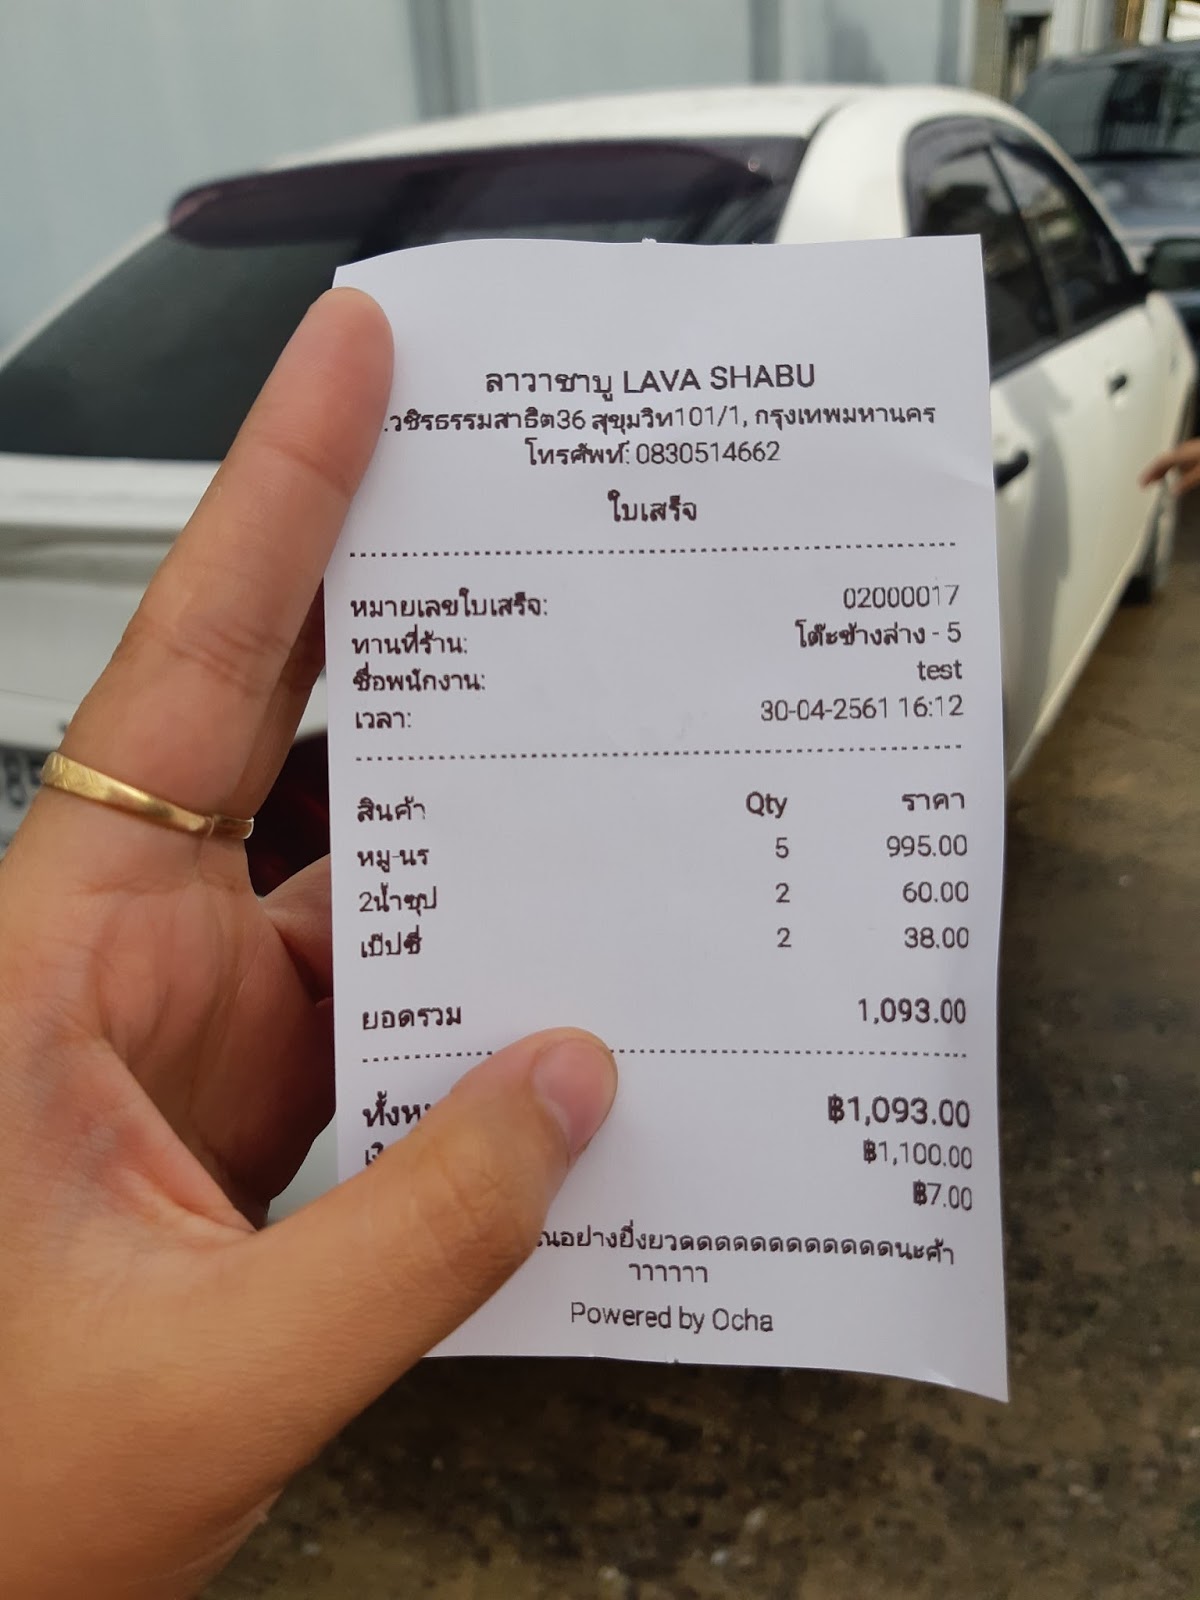 ลาวาชาบู LAVA SHABU
.วชิรธรรมสาธิต36 สุขุมวิท101/1, กรุงเทพมหานคร
โทรศัพท์: 0830514662
ใบเสร็จ
หมายเลขใบเสร็จ: 02000017
ทานที่ร้าน: โต๊ะข้างล่าง - 5
ชื่อพนักงาน: test
เวลา: 30-04-2561 16:12
สินค้า Qty ราคา
หมู-นร 5 995.00
2น้ำซุป 2 60.00
เป๊ปซี่ 2 38.00
ยอดรวม 1,093.00
฿1,093.00
฿1,100.00
฿7.00
ณอย่างยิ่งยวดดดดดดดดดดดดนะค้า
าาาาาา
Powered by Ocha